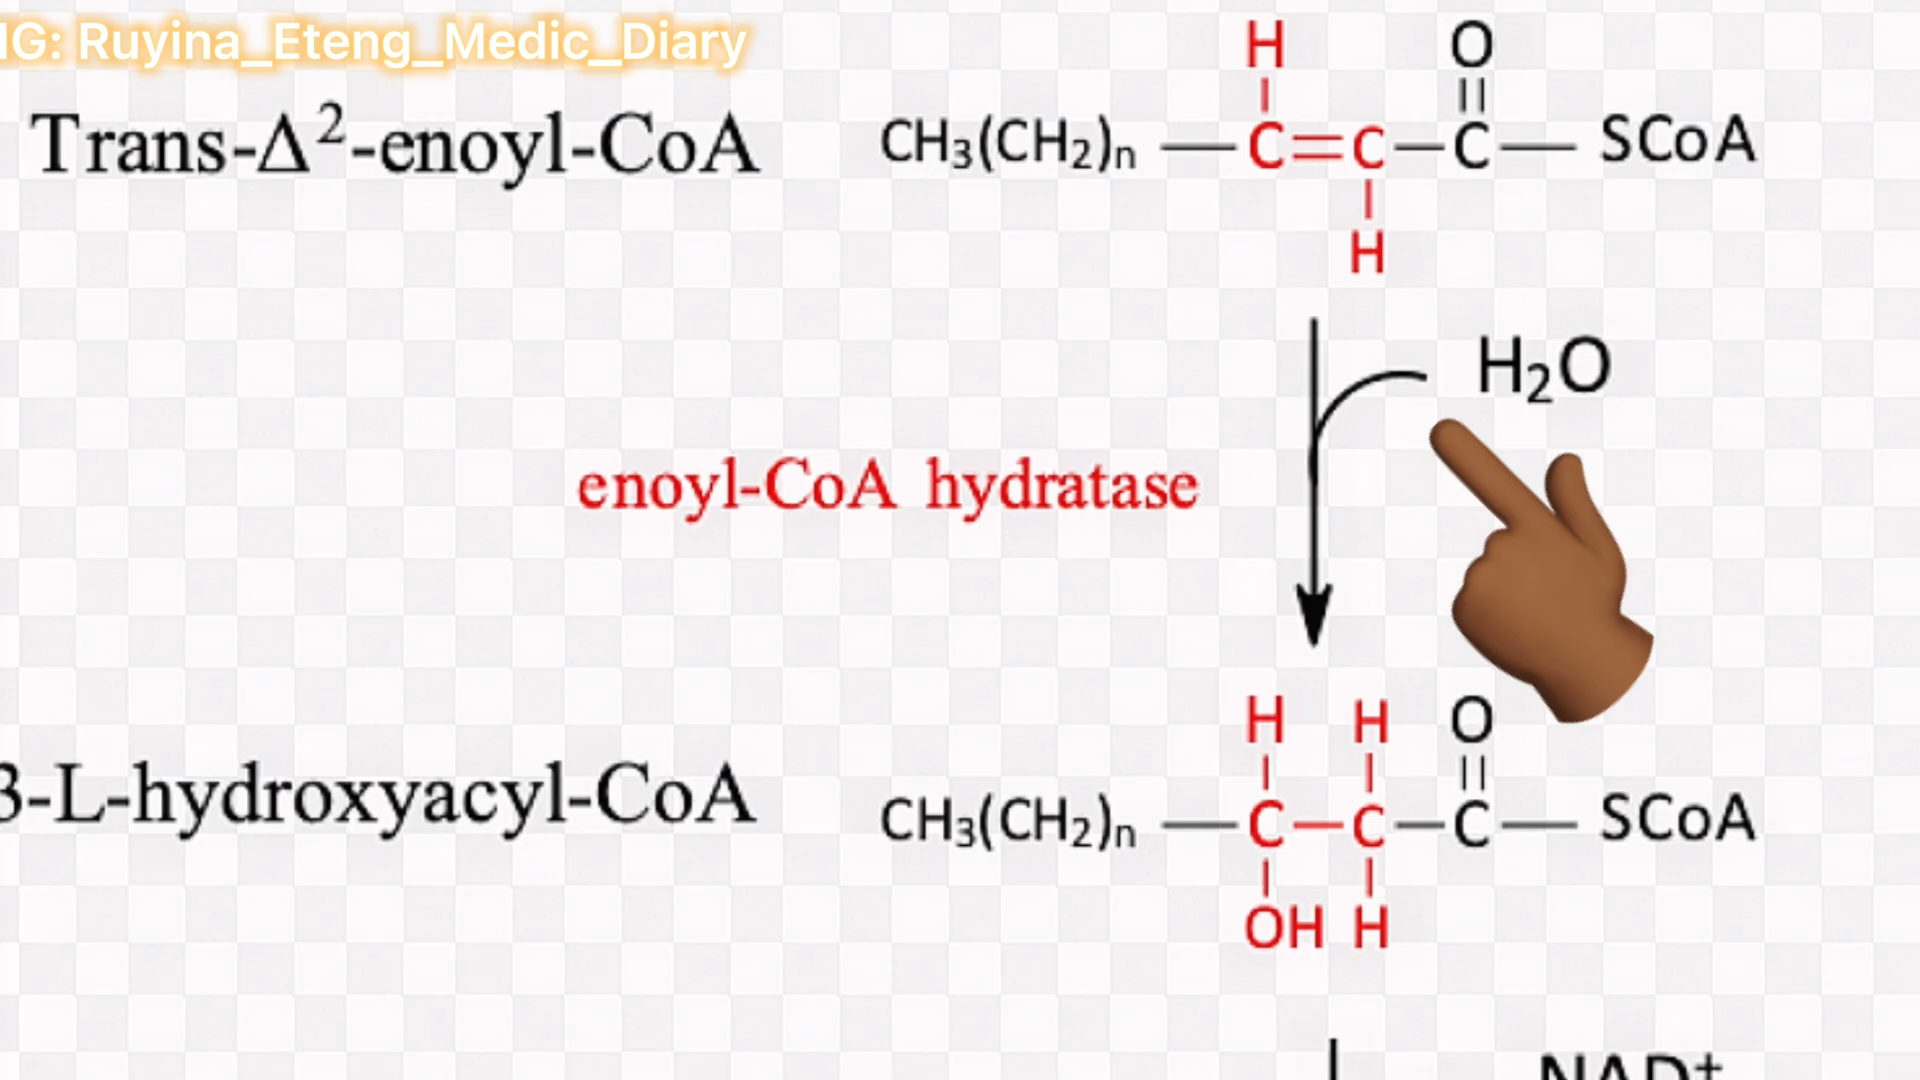 IG: Ruyina_Eteng_Medic_Diary
H O
Trans-Δ²-enoyl-CoA CH₃(CH₂)ₙ — C = C — C — SCoA
H
H₂O
enoyl-CoA hydratase
H H O
3-L-hydroxyacyl-CoA CH₃(CH₂)ₙ — C — C — C — SCoA
OH H
NAD⁺